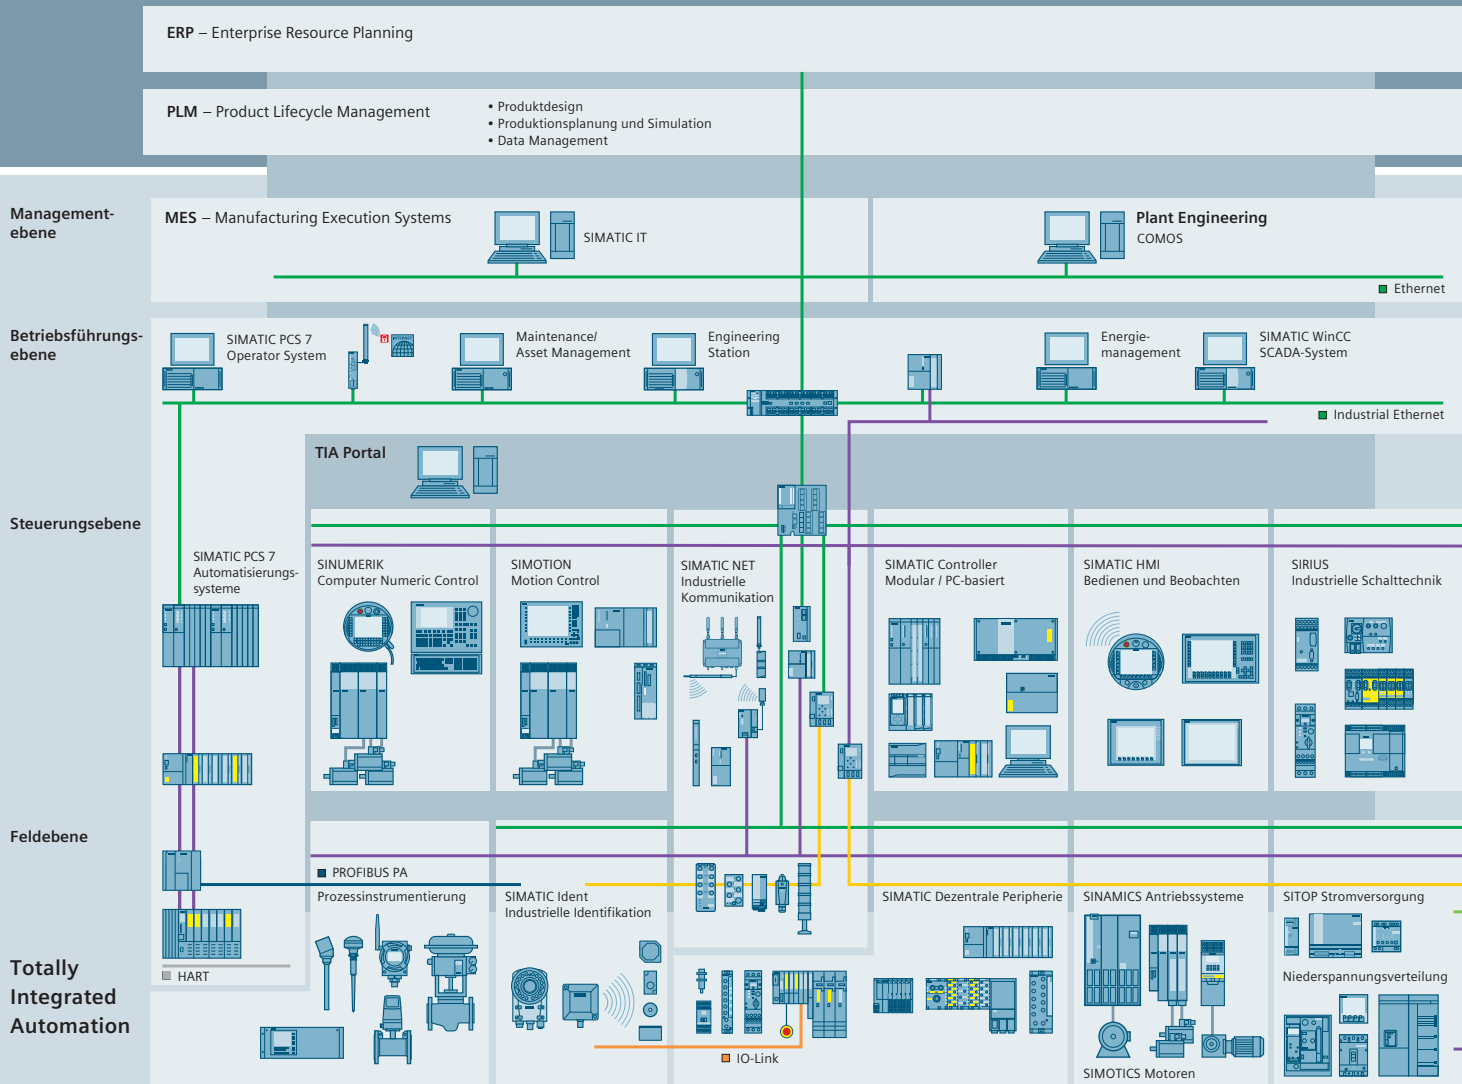 ERP – Enterprise Resource Planning
PLM – Product Lifecycle Management
• Produktdesign
• Produktionsplanung und Simulation
• Data Management
Management-
ebene
MES – Manufacturing Execution Systems
SIMATIC IT
Plant Engineering
COMOS
Ethernet
Betriebsführungs-
ebene
SIMATIC PCS 7
Operator System
INTERNET
Maintenance/
Asset Management
Engineering
Station
Energie-
management
SIMATIC WinCC
SCADA-System
Industrial Ethernet
TIA Portal
Steuerungsebene
SIMATIC PCS 7
Automatisierungs-
systeme
SINUMERIK
Computer Numeric Control
SIMOTION
Motion Control
SIMATIC NET
Industrielle
Kommunikation
SIMATIC Controller
Modular / PC-basiert
SIMATIC HMI
Bedienen und Beobachten
SIRIUS
Industrielle Schalttechnik
Feldebene
PROFIBUS PA
Prozessinstrumentierung
SIMATIC Ident
Industrielle Identifikation
SIMATIC Dezentrale Peripherie
SINAMICS Antriebssysteme
SITOP Stromversorgung
Niederspannungsverteilung
HART
IO-Link
SIMOTICS Motoren
Totally
Integrated
Automation